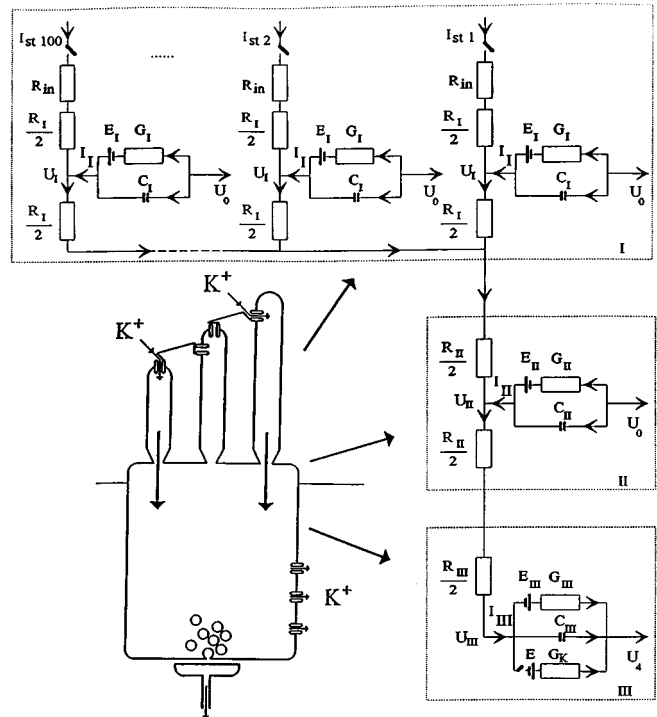 I st 100 ...... I st 2 I st 1
R in R in R in
R I / 2 E I G I R I / 2 E I G I R I / 2 E I G I
I I I I I I
U I C I U I C I U I C I
U 0 U 0 U 0
R I / 2 R I / 2 R I / 2
I
K+
K+
R II / 2 E II G II
I II
U II C II U 0
R II / 2
II
R III / 2 E III G III
I III
U III C III U 4
K+
E G K
III